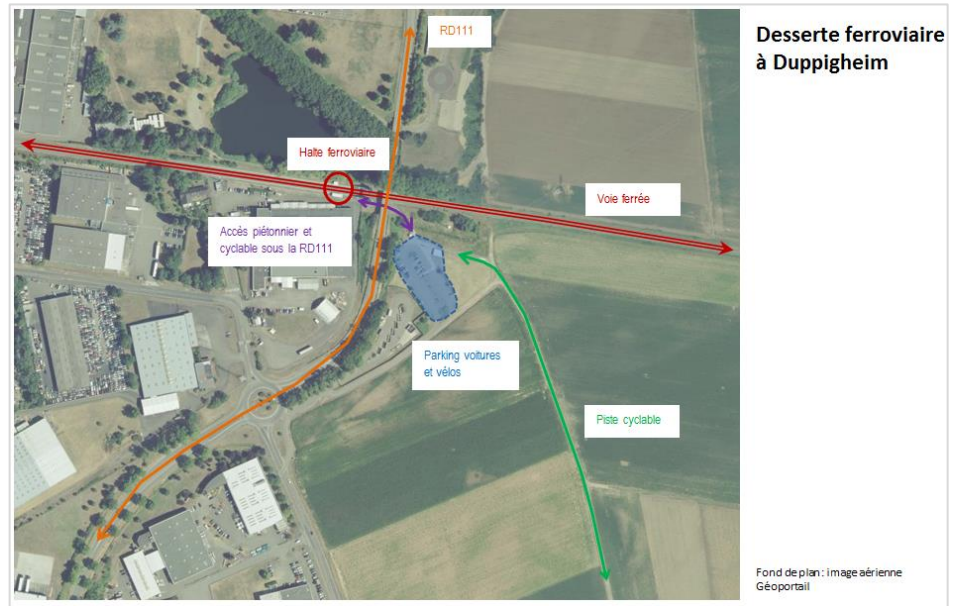 Desserte ferroviaire
à Duppigheim
RD111
Halte ferroviaire
Voie ferrée
Accès piétonnier et
cyclable sous la RD111
Parking voitures
et vélos
Piste cyclable
Fond de plan : image aérienne
Géoportail